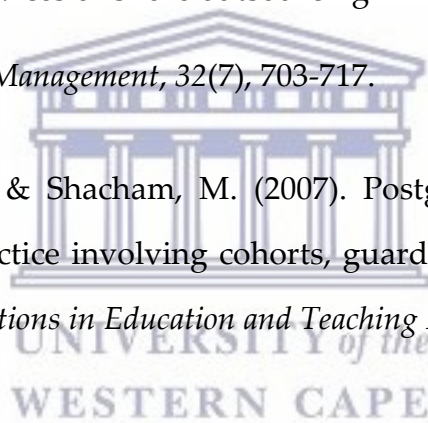 Management, 32(7), 703-717.
& Shacham, M. (2007). Postg
ctice involving cohorts, guard
tions in Education and Teaching
UNIVERSITY of the
WESTERN CAPE